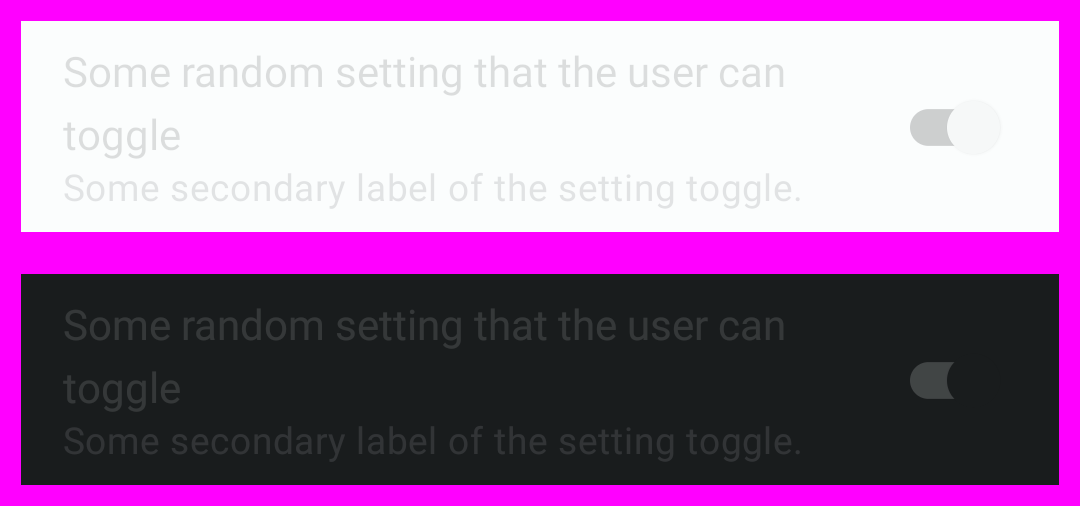 Some random setting that the user can
toggle
Some secondary label of the setting toggle.
Some random setting that the user can
toggle
Some secondary label of the setting toggle.